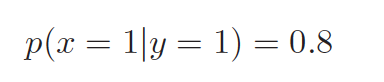 p(x = 1|y = 1) = 0.8